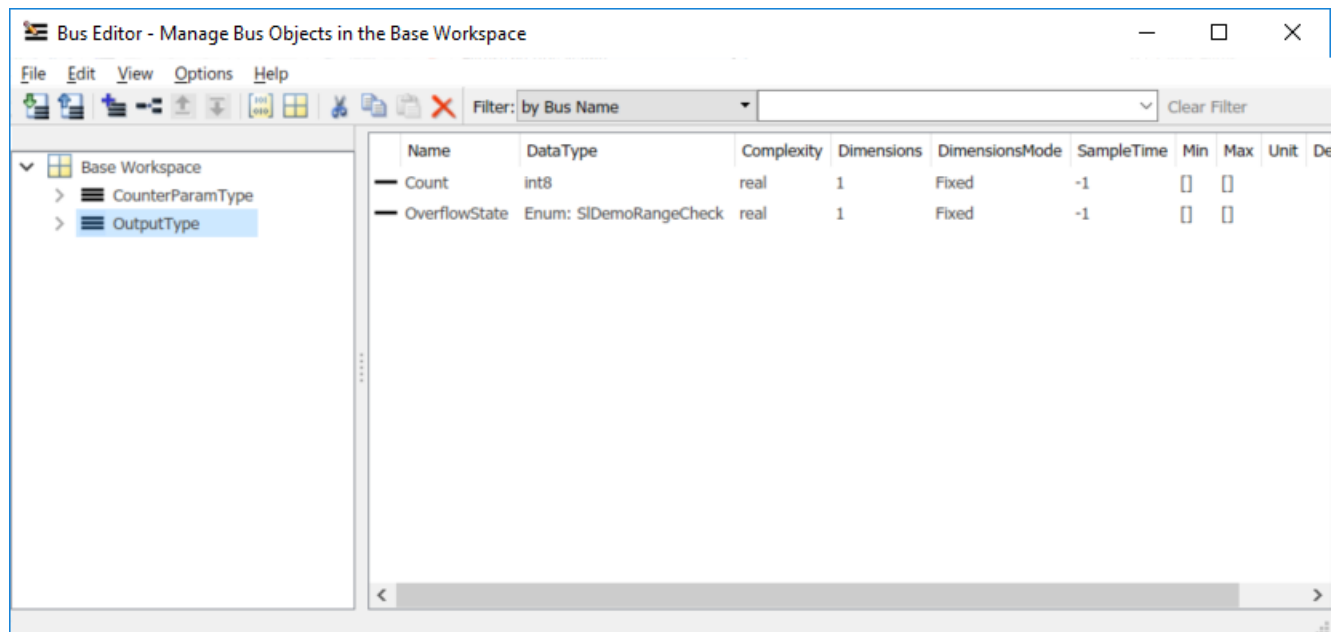 Bus Editor - Manage Bus Objects in the Base Workspace
File Edit View Options Help
Filter: by Bus Name Clear Filter
Base Workspace
CounterParamType
OutputType
Name DataType Complexity Dimensions DimensionsMode SampleTime Min Max Unit De
Count int8 real 1 Fixed -1 [] []
OverflowState Enum: SlDemoRangeCheck real 1 Fixed -1 [] []